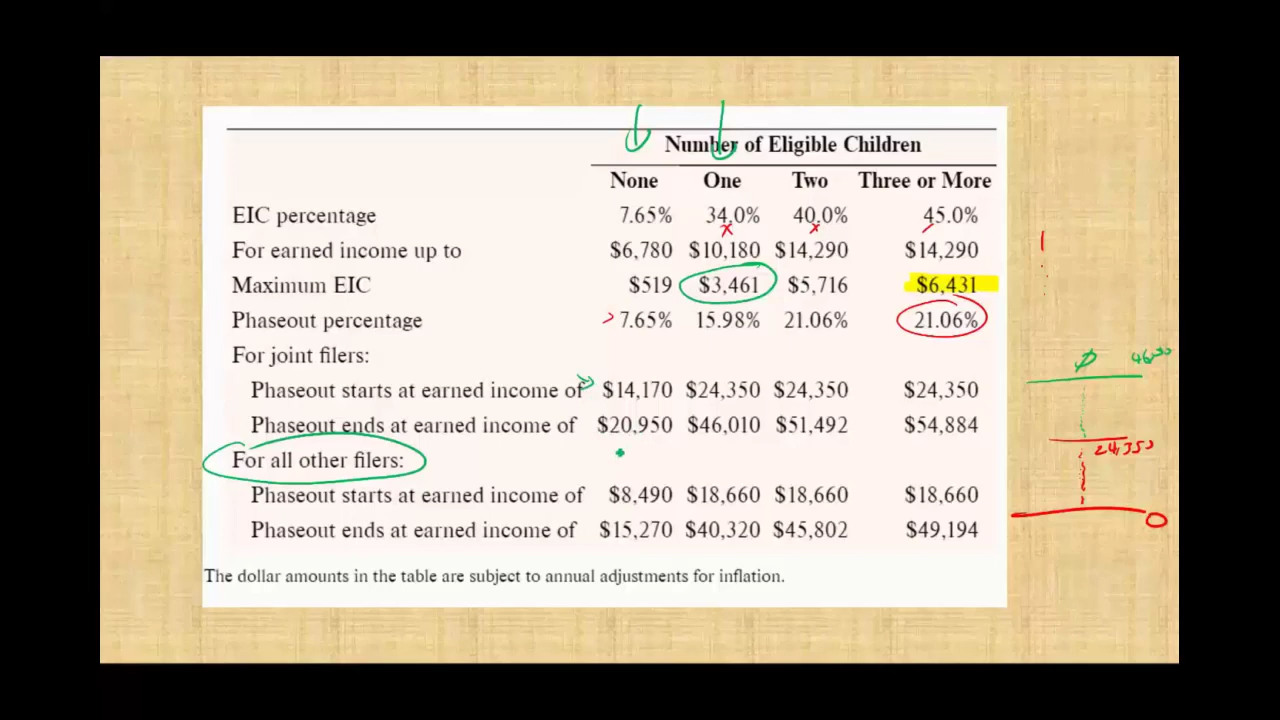 Number of Eligible Children
None One Two Three or More
EIC percentage 7.65% 34.0% 40.0% 45.0%
For earned income up to $6,780 $10,180 $14,290 $14,290
Maximum EIC $519 $3,461 $5,716 $6,431
Phaseout percentage 7.65% 15.98% 21.06% 21.06%
For joint filers:
Phaseout starts at earned income of $14,170 $24,350 $24,350 $24,350
Phaseout ends at earned income of $20,950 $46,010 $51,492 $54,884
For all other filers:
Phaseout starts at earned income of $8,490 $18,660 $18,660 $18,660
Phaseout ends at earned income of $15,270 $40,320 $45,802 $49,194
The dollar amounts in the table are subject to annual adjustments for inflation.
24,350
0